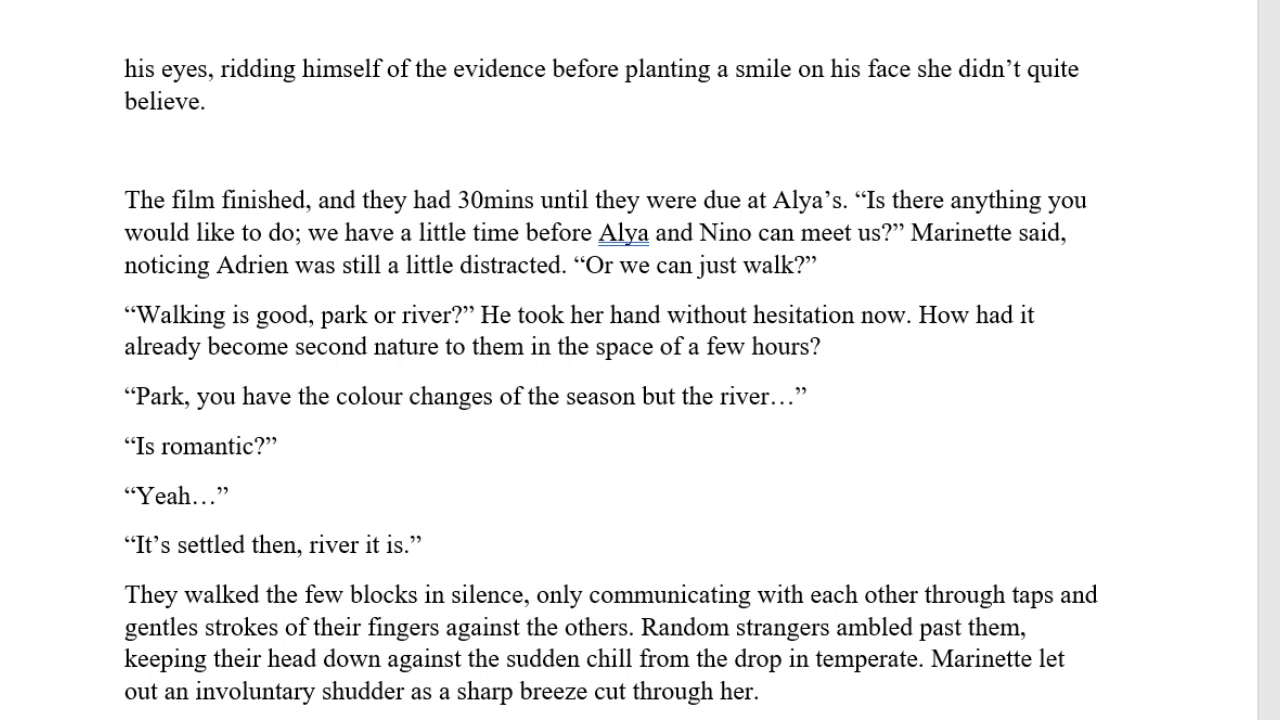 his eyes, ridding himself of the evidence before planting a smile on his face she didn’t quite
believe.
The film finished, and they had 30mins until they were due at Alya’s. “Is there anything you
would like to do; we have a little time before Alya and Nino can meet us?” Marinette said,
noticing Adrien was still a little distracted. “Or we can just walk?”
“Walking is good, park or river?” He took her hand without hesitation now. How had it
already become second nature to them in the space of a few hours?
“Park, you have the colour changes of the season but the river…”
“Is romantic?”
“Yeah…”
“It’s settled then, river it is.”
They walked the few blocks in silence, only communicating with each other through taps and
gentles strokes of their fingers against the others. Random strangers ambled past them,
keeping their head down against the sudden chill from the drop in temperate. Marinette let
out an involuntary shudder as a sharp breeze cut through her.